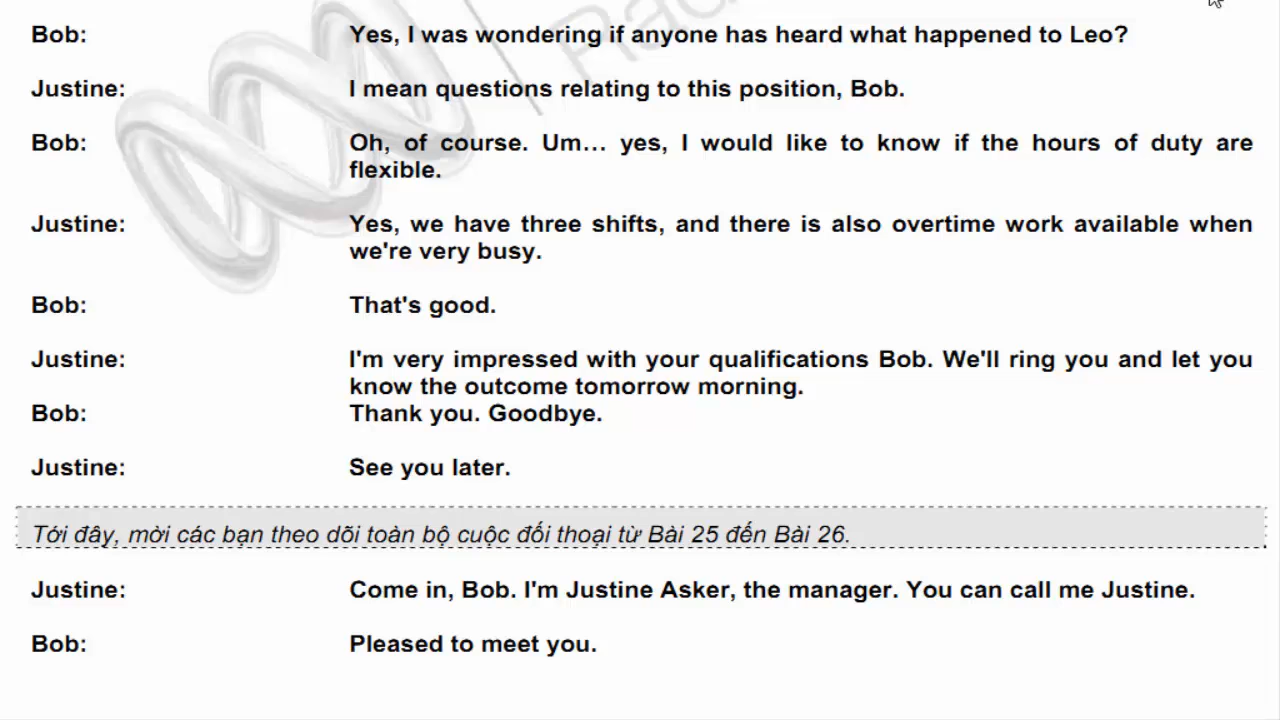 Bob: Yes, I was wondering if anyone has heard what happened to Leo?
Justine: I mean questions relating to this position, Bob.
Bob: Oh, of course. Um... yes, I would like to know if the hours of duty are
flexible.
Justine: Yes, we have three shifts, and there is also overtime work available when
we're very busy.
Bob: That's good.
Justine: I'm very impressed with your qualifications Bob. We'll ring you and let you
know the outcome tomorrow morning.
Bob: Thank you. Goodbye.
Justine: See you later.
Tới đây, mời các bạn theo dõi toàn bộ cuộc đối thoại từ Bài 25 đến Bài 26.
Justine: Come in, Bob. I'm Justine Asker, the manager. You can call me Justine.
Bob: Pleased to meet you.